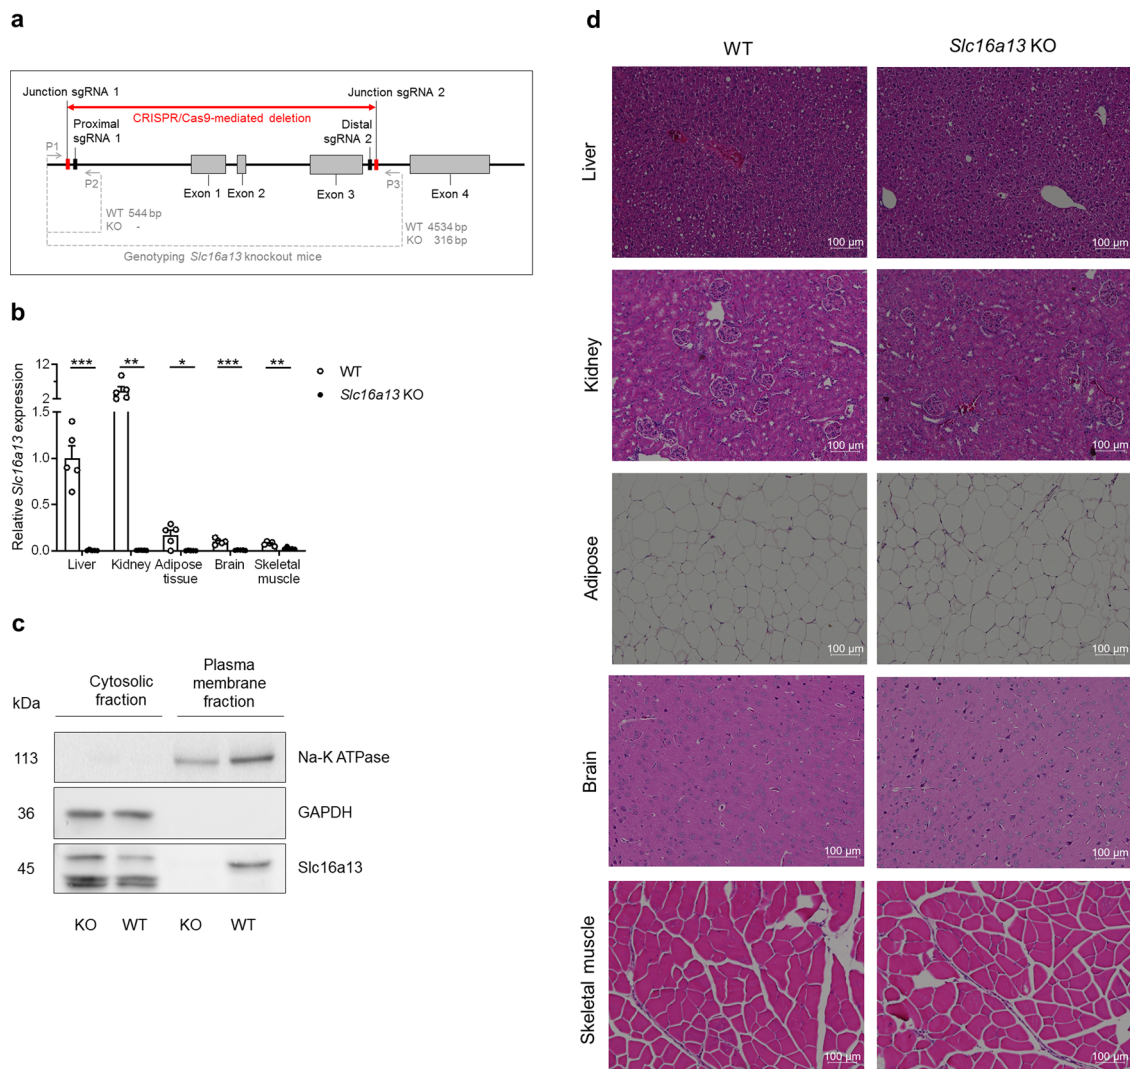 a
Junction sgRNA 1
Junction sgRNA 2
CRISPR/Cas9-mediated deletion
Proximal
sgRNA 1
Distal
sgRNA 2
P1
P2
P3
Exon 1
Exon 2
Exon 3
Exon 4
WT 544 bp
KO -
WT 4534 bp
KO 316 bp
Genotyping Slc16a13 knockout mice
b
Relative Slc16a13 expression
12
2
1.5
1.0
0.5
0.0
***
**
*
***
**
WT
Slc16a13 KO
Liver
Kidney
Adipose
tissue
Brain
Skeletal
muscle
c
kDa
Cytosolic
fraction
Plasma
membrane
fraction
113
Na-K ATPase
36
GAPDH
45
Slc16a13
KO
WT
KO
WT
d
WT
Slc16a13 KO
Liver
100 µm
100 µm
Kidney
100 µm
100 µm
Adipose
100 µm
100 µm
Brain
100 µm
100 µm
Skeletal muscle
100 µm
100 µm